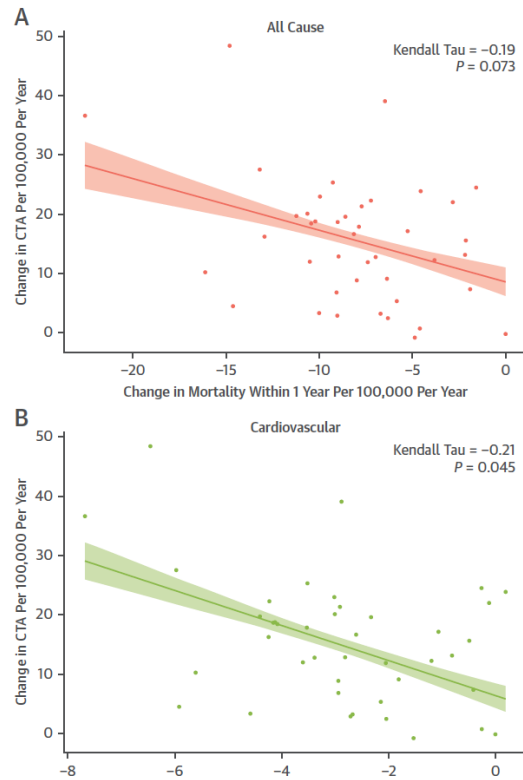 A
All Cause
Kendall Tau = −0.19
P = 0.073
Change in CTA Per 100,000 Per Year
50
40
30
20
10
0
−20
−15
−10
−5
0
Change in Mortality Within 1 Year Per 100,000 Per Year
B
Cardiovascular
Kendall Tau = −0.21
P = 0.045
Change in CTA Per 100,000 Per Year
50
40
30
20
10
0
−8
−6
−4
−2
0